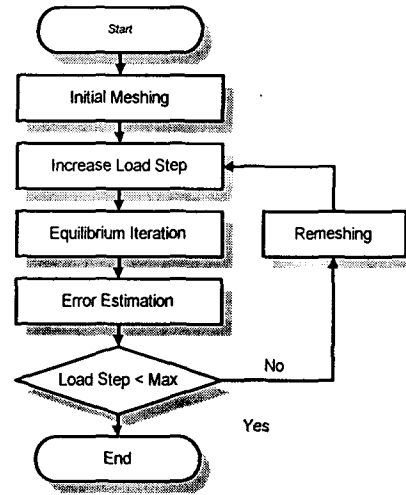 Start
Initial Meshing
Increase Load Step
Equilibrium Iteration
Remeshing
Error Estimation
Load Step < Max
No
Yes
End